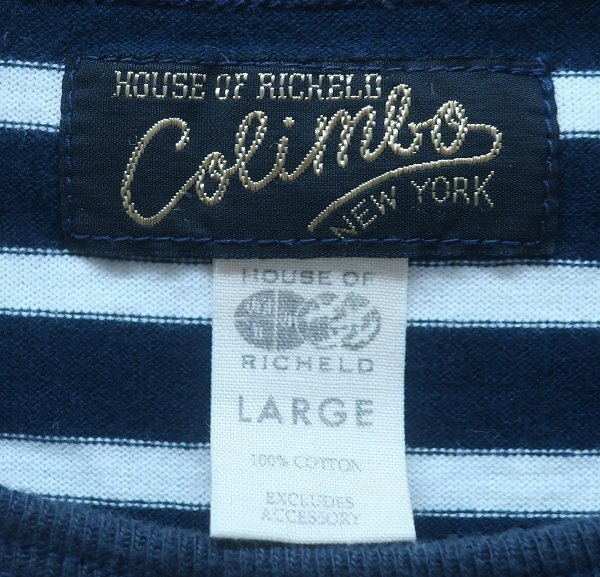 HOUSE OF RICHELD
Colimbo
NEW YORK
HOUSE OF
RICHELD
LARGE
100% COTTON
EXCLUDES
ACCESSORY